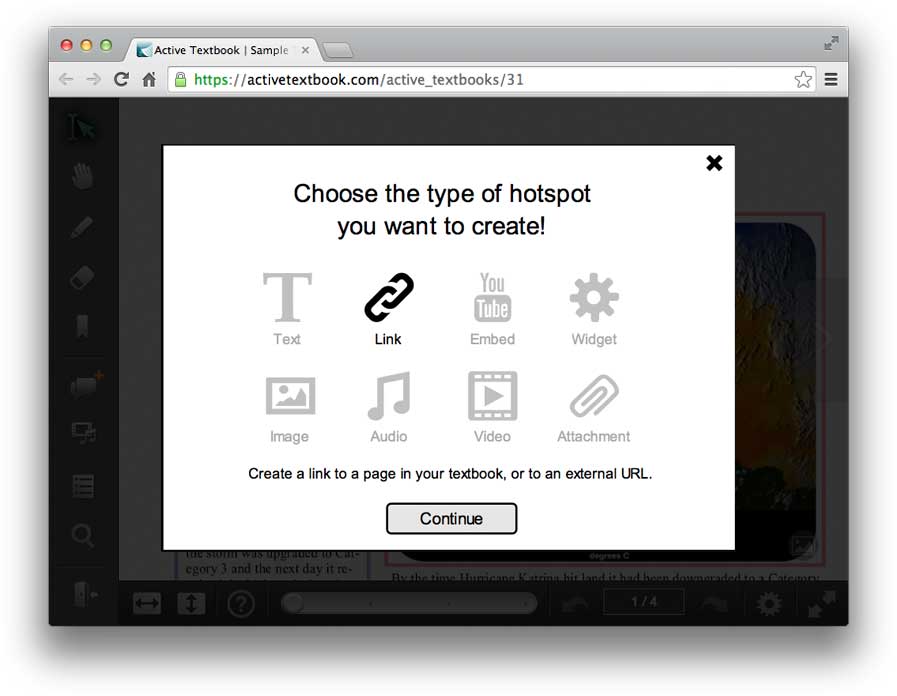 Active Textbook | Sample
https://activetextbook.com/active_textbooks/31
Choose the type of hotspot
you want to create!
Text
Link
You
Tube
Embed
Widget
Image
Audio
Video
Attachment
Create a link to a page in your textbook, or to an external URL.
Continue
the storm was upgraded to Cat-
egory 3 and the next day it re-
degrees C
By the time Hurricane Katrina hit land it had been downgraded to a Category
1 / 4